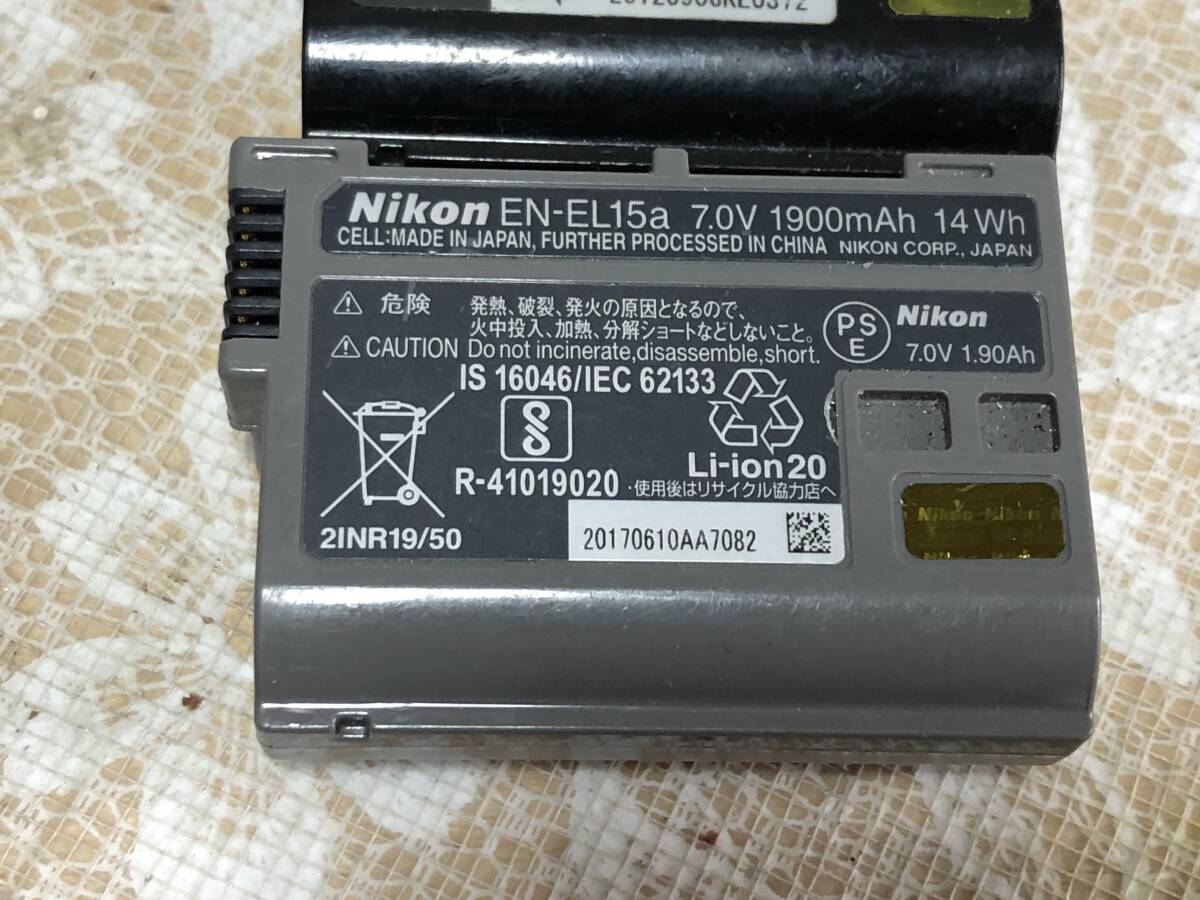 Nikon EN-EL15a 7.0V 1900mAh 14Wh
CELL:MADE IN JAPAN, FURTHER PROCESSED IN CHINA NIKON CORP., JAPAN
⚠ 危険 発熱、破裂、発火の原因となるので、
火中投入、加熱、分解ショートなどしないこと。
⚠ CAUTION Do not incinerate,disassemble,short.
PS
E
Nikon
7.0V 1.90Ah
IS 16046/IEC 62133
R-41019020
Li-ion20
·使用後はリサイクル協力店へ
2INR19/50
20170610AA7082
Nikon Nikon